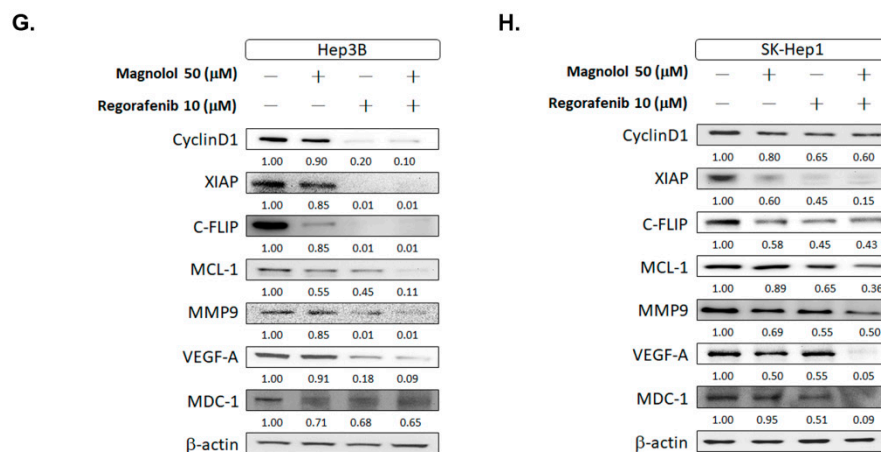 G.
Hep3B
Magnolol 50 (μM) — + — +
Regorafenib 10 (μM) — — + +
CyclinD1
1.00 0.90 0.20 0.10
XIAP
1.00 0.85 0.01 0.01
C-FLIP
1.00 0.85 0.01 0.01
MCL-1
1.00 0.55 0.45 0.11
MMP9
1.00 0.85 0.01 0.01
VEGF-A
1.00 0.91 0.18 0.09
MDC-1
1.00 0.71 0.68 0.65
β-actin
H.
SK-Hep1
Magnolol 50 (μM) — + — +
Regorafenib 10 (μM) — — + +
CyclinD1
1.00 0.80 0.65 0.60
XIAP
1.00 0.60 0.45 0.15
C-FLIP
1.00 0.58 0.45 0.43
MCL-1
1.00 0.89 0.65 0.36
MMP9
1.00 0.69 0.55 0.50
VEGF-A
1.00 0.50 0.55 0.05
MDC-1
1.00 0.95 0.51 0.09
β-actin